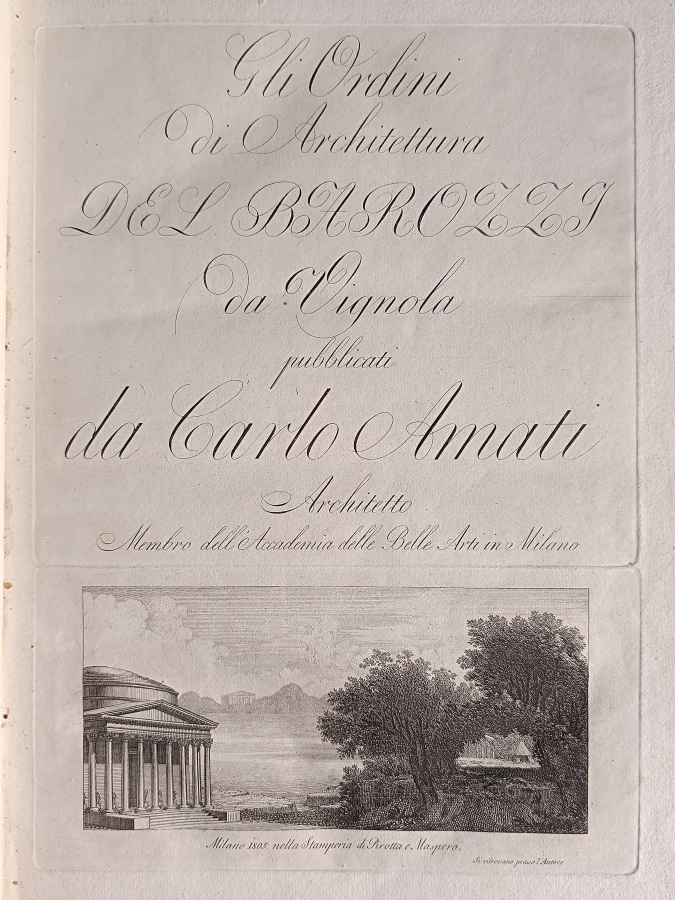 Gli Ordini
di Architettura
DEL BAROZZI
da Vignola
pubblicati
da Carlo Amati
Architetto
Membro dell'Accademia delle Belle Arti in Milano
Milano 1805. nella Stamperia di Pirotta e Maspero.
Si ritrovano presso l'Autore